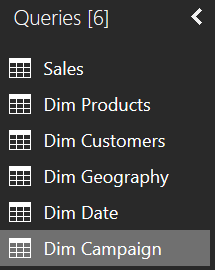 Queries [6]
Sales
Dim Products
Dim Customers
Dim Geography
Dim Date
Dim Campaign